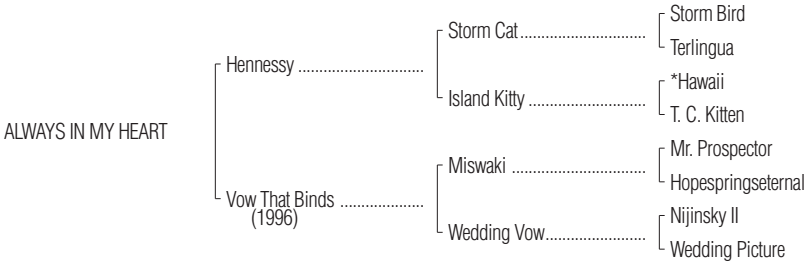 Storm Bird
Storm Cat..............................
Terlingua
Hennessy ..............................
*Hawaii
Island Kitty ............................
T. C. Kitten
ALWAYS IN MY HEART
Mr. Prospector
Miswaki ................................
Hopespringseternal
Vow That Binds ....................
(1996)
Nijinsky II
Wedding Vow........................
Wedding Picture